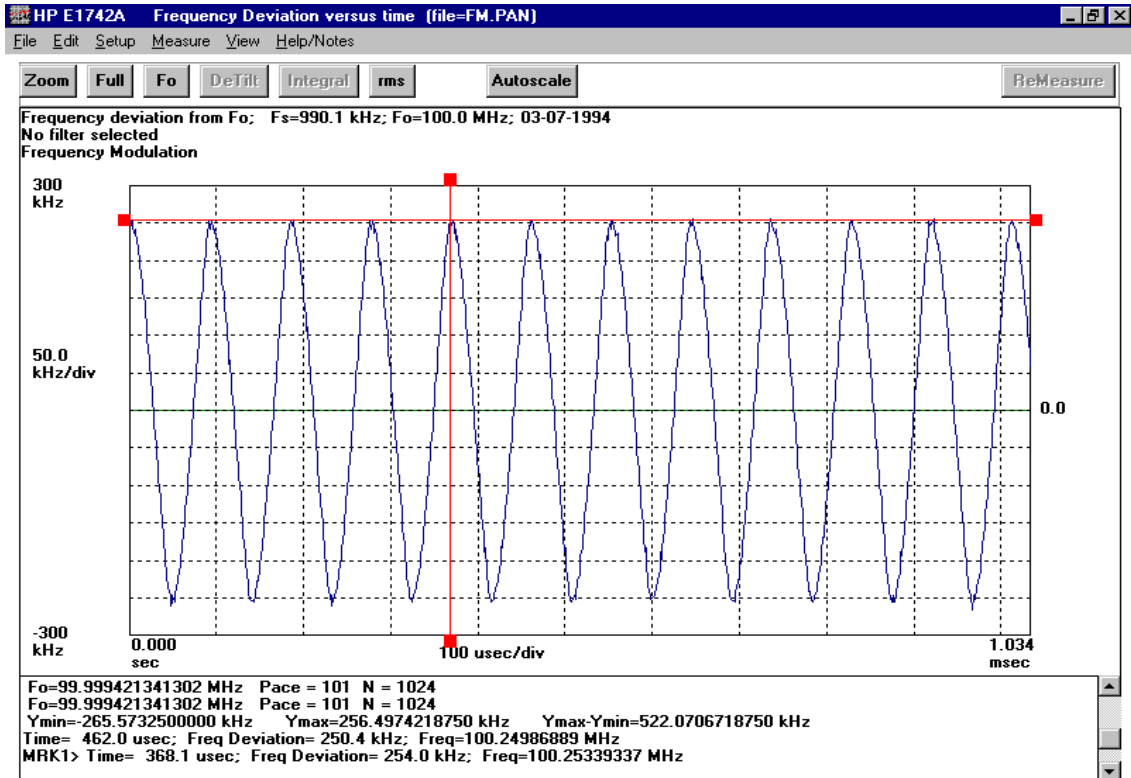 HP E1742A Frequency Deviation versus time (file=FM.PAN)
File Edit Setup Measure View Help/Notes
Zoom Full Fo DeTilt Integral rms Autoscale ReMeasure
Frequency deviation from Fo; Fs=990.1 kHz; Fo=100.0 MHz; 03-07-1994
No filter selected
Frequency Modulation
300
kHz
50.0
kHz/div
0.0
-300
kHz
0.000
sec
100 usec/div
1.034
msec
Fo=99.999421341302 MHz Pace = 101 N = 1024
Fo=99.999421341302 MHz Pace = 101 N = 1024
Ymin=-265.5732500000 kHz Ymax=256.4974218750 kHz Ymax-Ymin=522.0706718750 kHz
Time= 462.0 usec; Freq Deviation= 250.4 kHz; Freq=100.24986889 MHz
MRK1> Time= 368.1 usec; Freq Deviation= 254.0 kHz; Freq=100.25339337 MHz